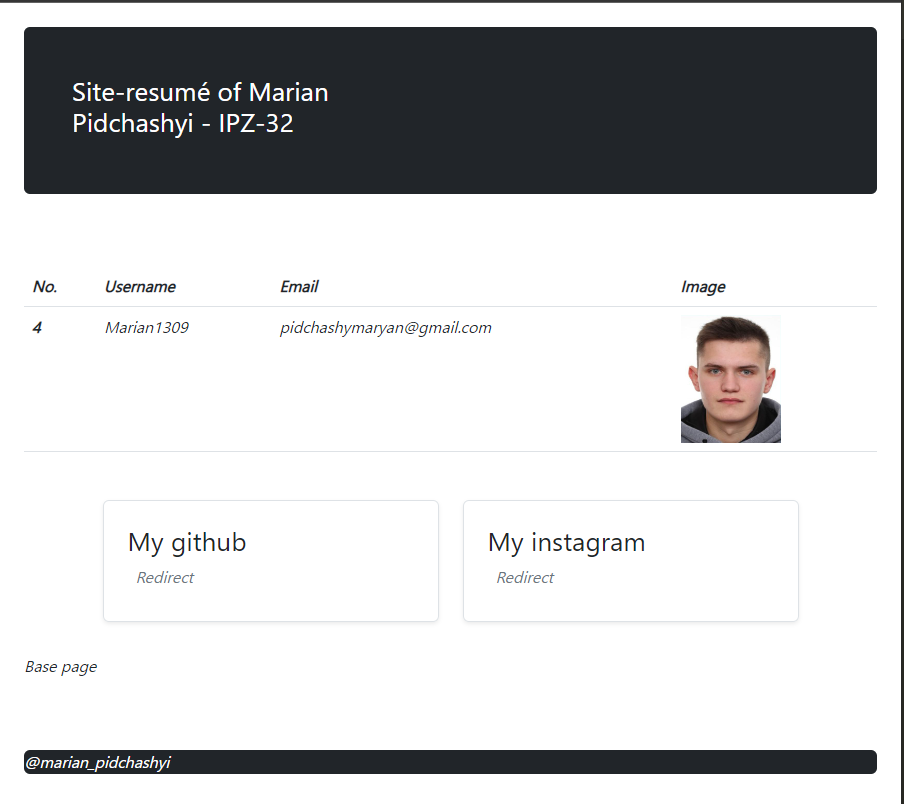 Site-resumé of Marian
Pidchashyi - IPZ-32
No. Username Email Image
4 Marian1309 pidchashymaryan@gmail.com
My github My instagram
Redirect Redirect
Base page
@marian_pidchashyi